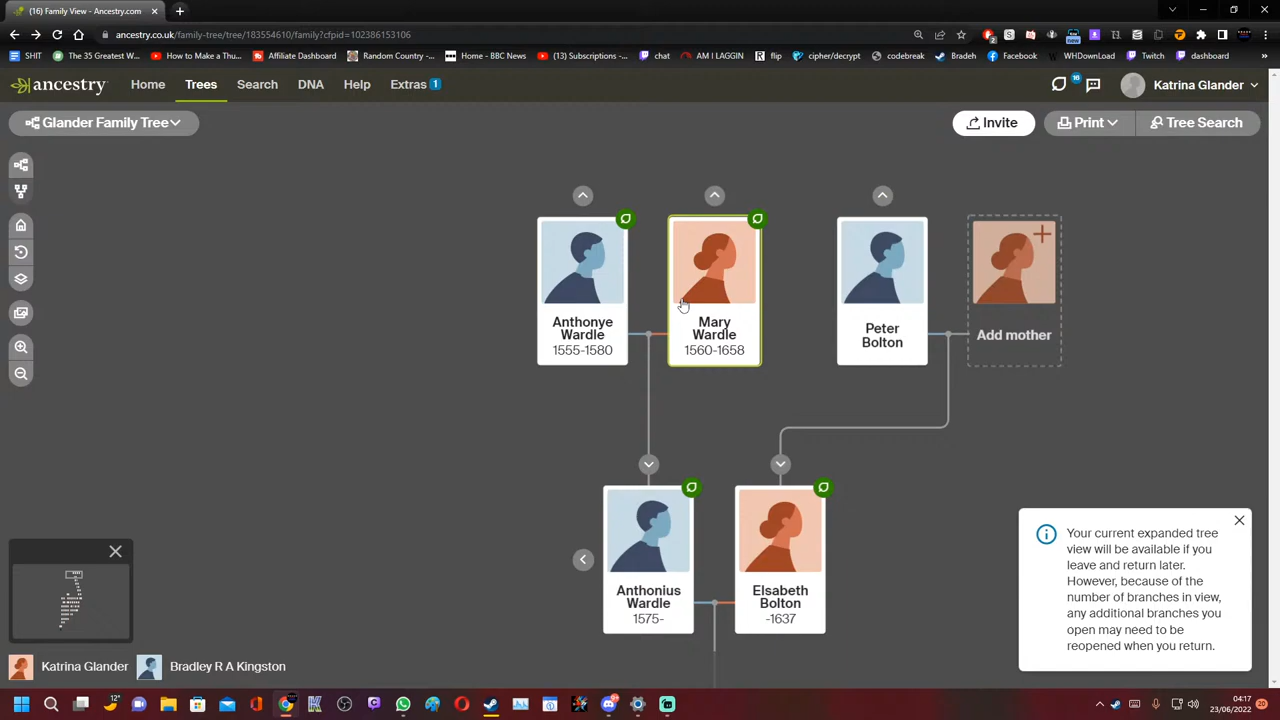 (16) Family View - Ancestry.com
ancestry.co.uk/family-tree/tree/183554610/family?cfpid=102386153106
SHIT
The 35 Greatest W...
How to Make a Thu...
Affiliate Dashboard
Kingdom Country -...
Home - BBC News
(13) Subscriptions -...
chat
AM I LAGGIN
flip
cipher/decrypt
codebreak
Bradeh
Facebook
WHDownLoad
Twitch
dashboard
ancestry
Home
Trees
Search
DNA
Help
Extras 1
16
Katrina Glander
Glander Family Tree
Invite
Print
Tree Search
Anthonye
Wardle
1555-1580
Mary
Wardle
1560-1658
Peter
Bolton
Add mother
Anthonius
Wardle
1575-
Elsabeth
Bolton
-1637
Your current expanded tree
view will be available if you
leave and return later.
However, because of the
number of branches in view,
any additional branches you
open may need to be
reopened when you return.
Katrina Glander
Bradley R A Kingston
12°
04:17
23/06/2022
20